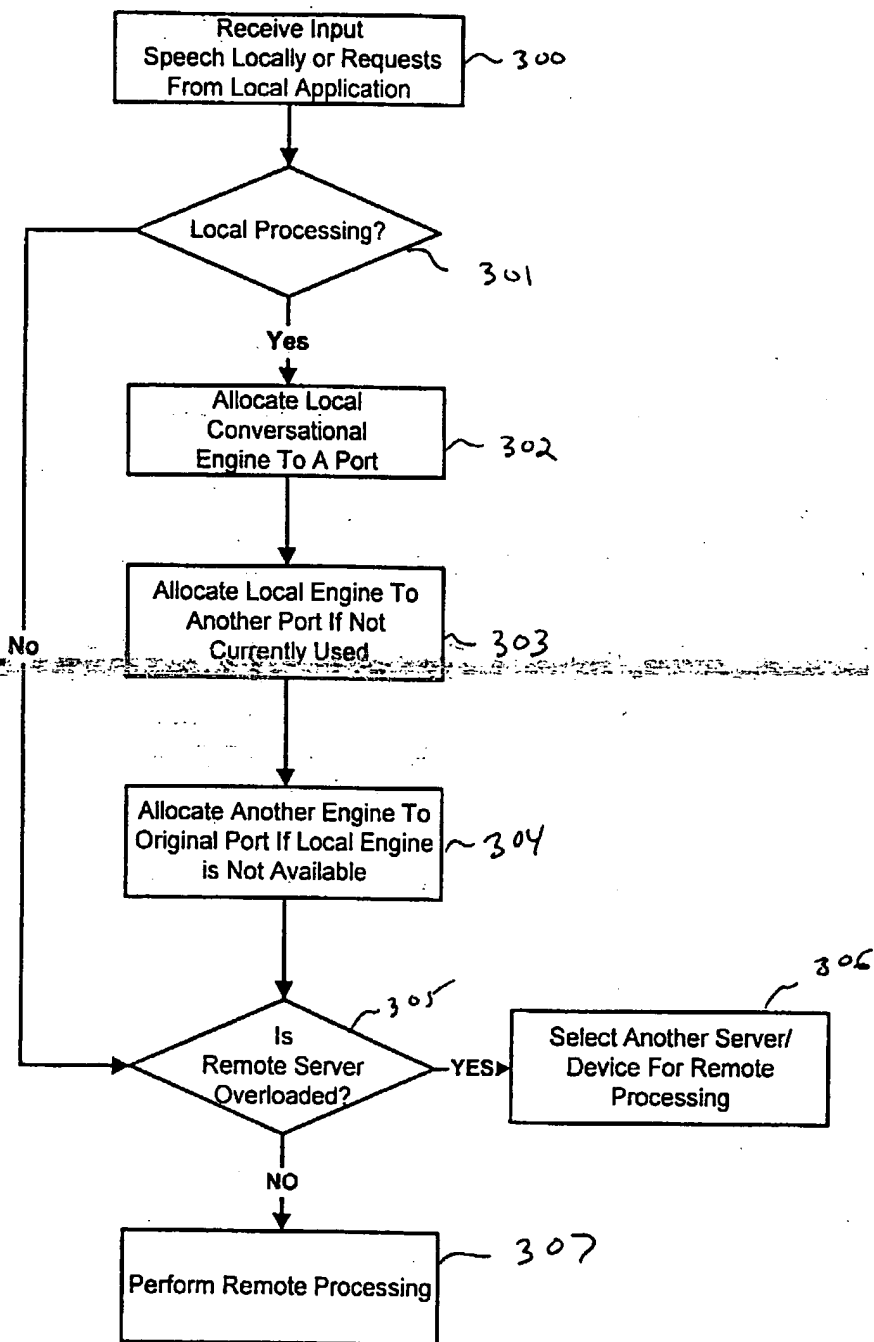 Receive Input
Speech Locally or Requests
From Local Application
300
Local Processing?
301
Yes
Allocate Local
Conversational
Engine To A Port
302
Allocate Local Engine To
Another Port If Not
Currently Used
303
No
Allocate Another Engine To
Original Port If Local Engine
is Not Available
304
305
Is
Remote Server
Overloaded?
YES
306
Select Another Server/
Device For Remote
Processing
NO
Perform Remote Processing
307